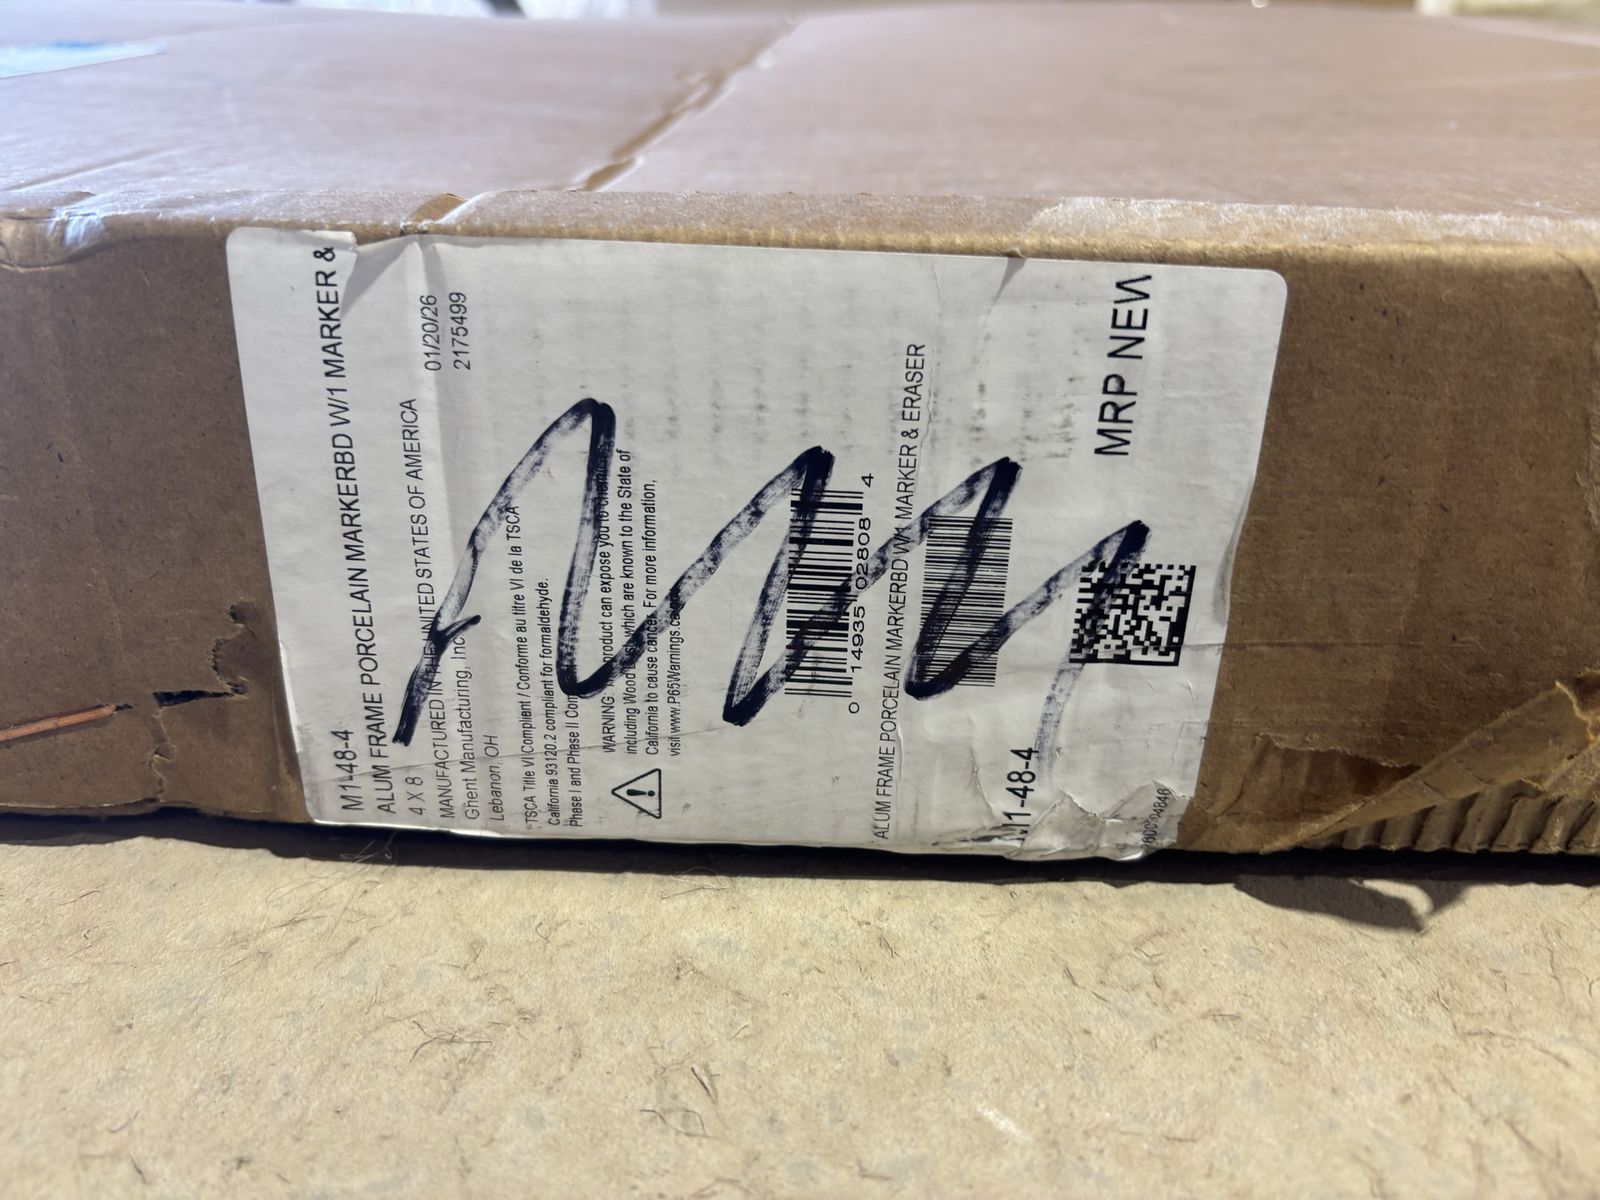 M1-48-4
ALUM FRAME PORCELAIN MARKERBD W/1 MARKER &
4 X 8
MANUFACTURED IN THE UNITED STATES OF AMERICA 01/20/26
Ghent Manufacturing, Inc. 2175499
Lebanon, OH
TSCA Title VI Compliant / Conforme au titre VI de la TSCA
California 93120.2 compliant for formaldehyde.
Phase I and Phase II
WARNING: product can expose you to
including Wood which are known to the State of
California to cause cancer. For more information,
visit www.P65Warnings.ca
0 14935 02808 4
ALUM FRAME PORCELAIN MARKERBD W/1 MARKER & ERASER
M1-48-4 MRP NEW